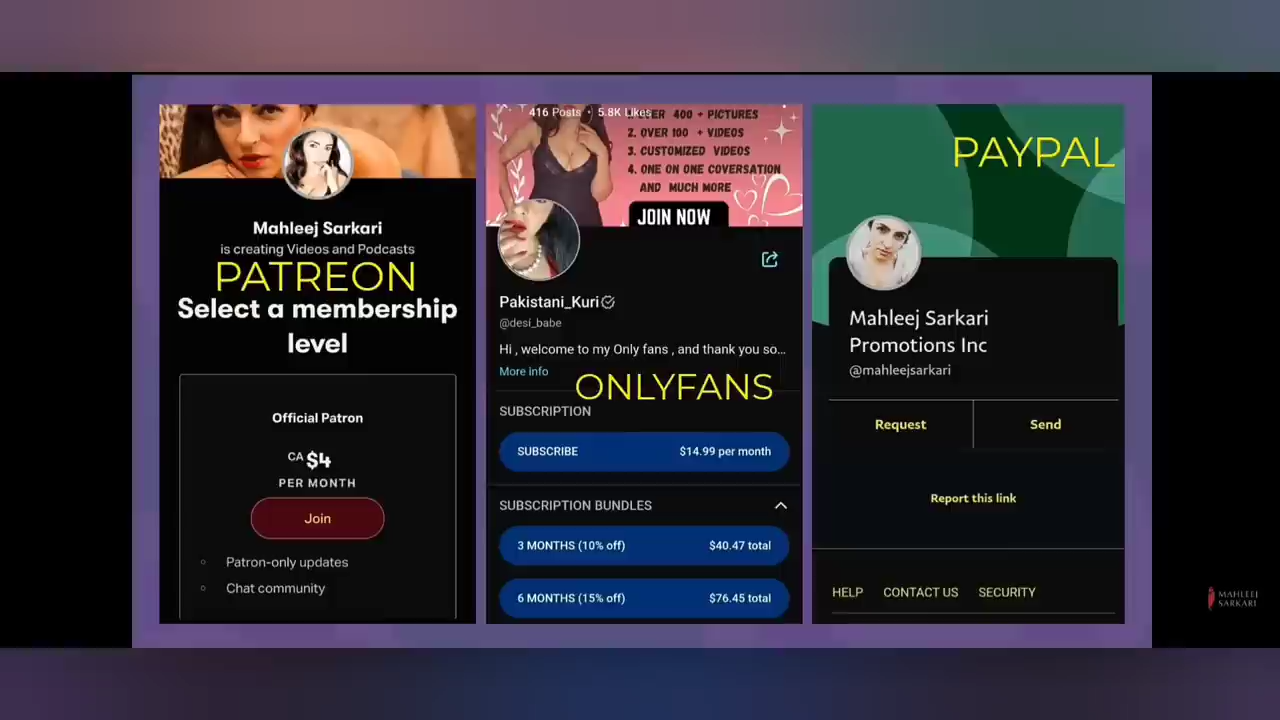 Mahleej Sarkari
is creating Videos and Podcasts
PATREON
Select a membership
level
Official Patron
CA $4
PER MONTH
Join
Patron-only updates
Chat community
416 Posts • 5.8K Likes
400 + PICTURES
2. OVER 100 + VIDEOS
3. CUSTOMIZED VIDEOS
4. ONE ON ONE COVERSATION
AND MUCH MORE
JOIN NOW
Pakistani_Kuri
@desi_babe
Hi , welcome to my Only fans , and thank you so...
More info
ONLYFANS
SUBSCRIPTION
SUBSCRIBE $14.99 per month
SUBSCRIPTION BUNDLES
3 MONTHS (10% off) $40.47 total
6 MONTHS (15% off) $76.45 total
PAYPAL
Mahleej Sarkari
Promotions Inc
@mahleejsarkari
Request Send
Report this link
HELP CONTACT US SECURITY
MAHLEEJ
SARKARI